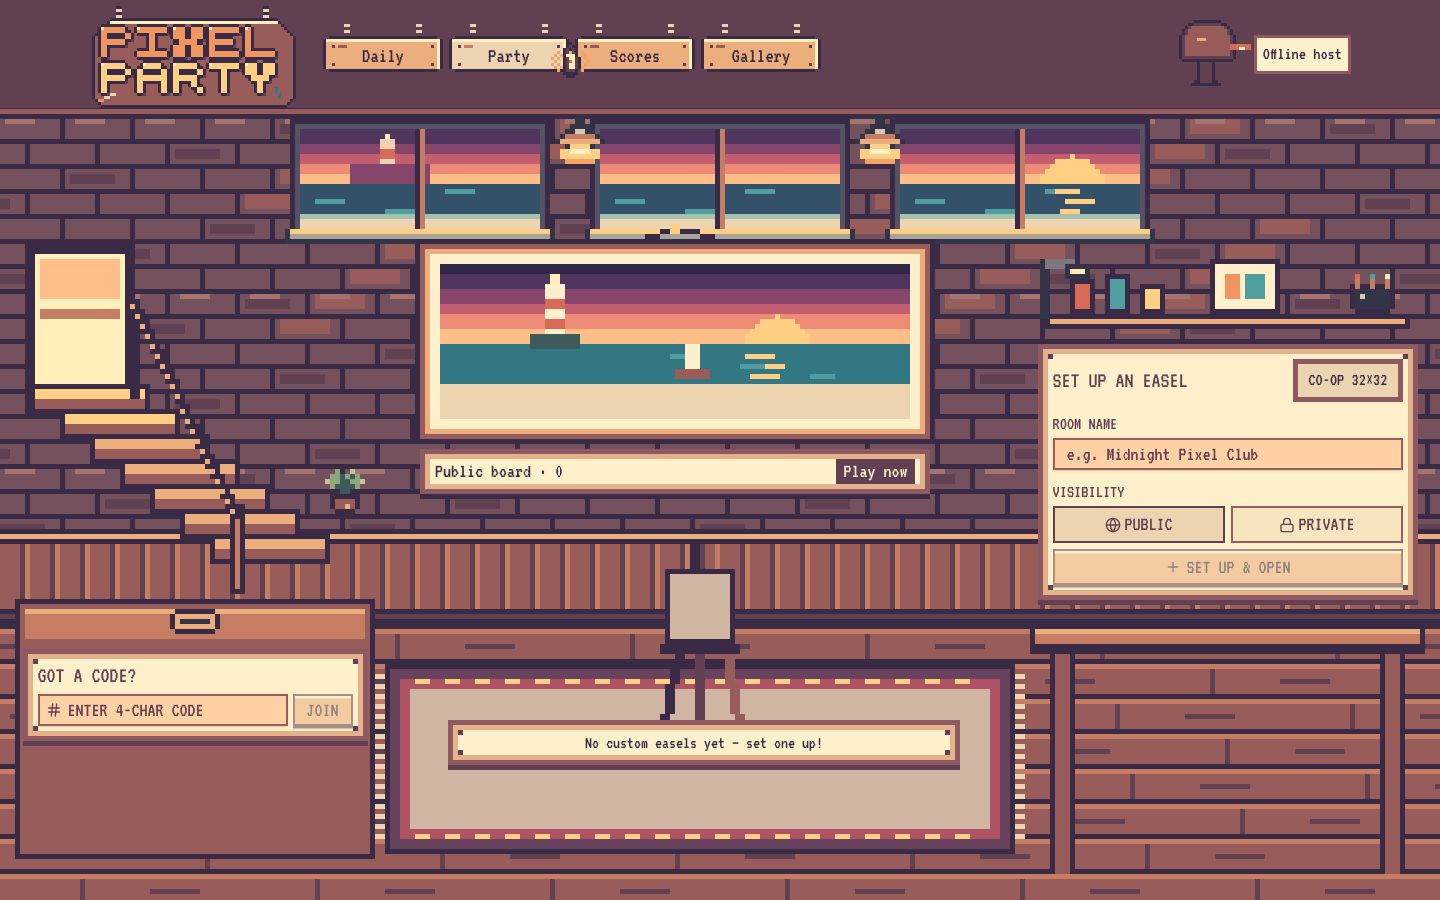 PIXEL
PARTY
Daily
Party
Scores
Gallery
Offline host
Public board · 0
Play now
SET UP AN EASEL
CO-OP 32×32
ROOM NAME
e.g. Midnight Pixel Club
VISIBILITY
PUBLIC
PRIVATE
+ SET UP & OPEN
GOT A CODE?
# ENTER 4-CHAR CODE
JOIN
No custom easels yet — set one up!